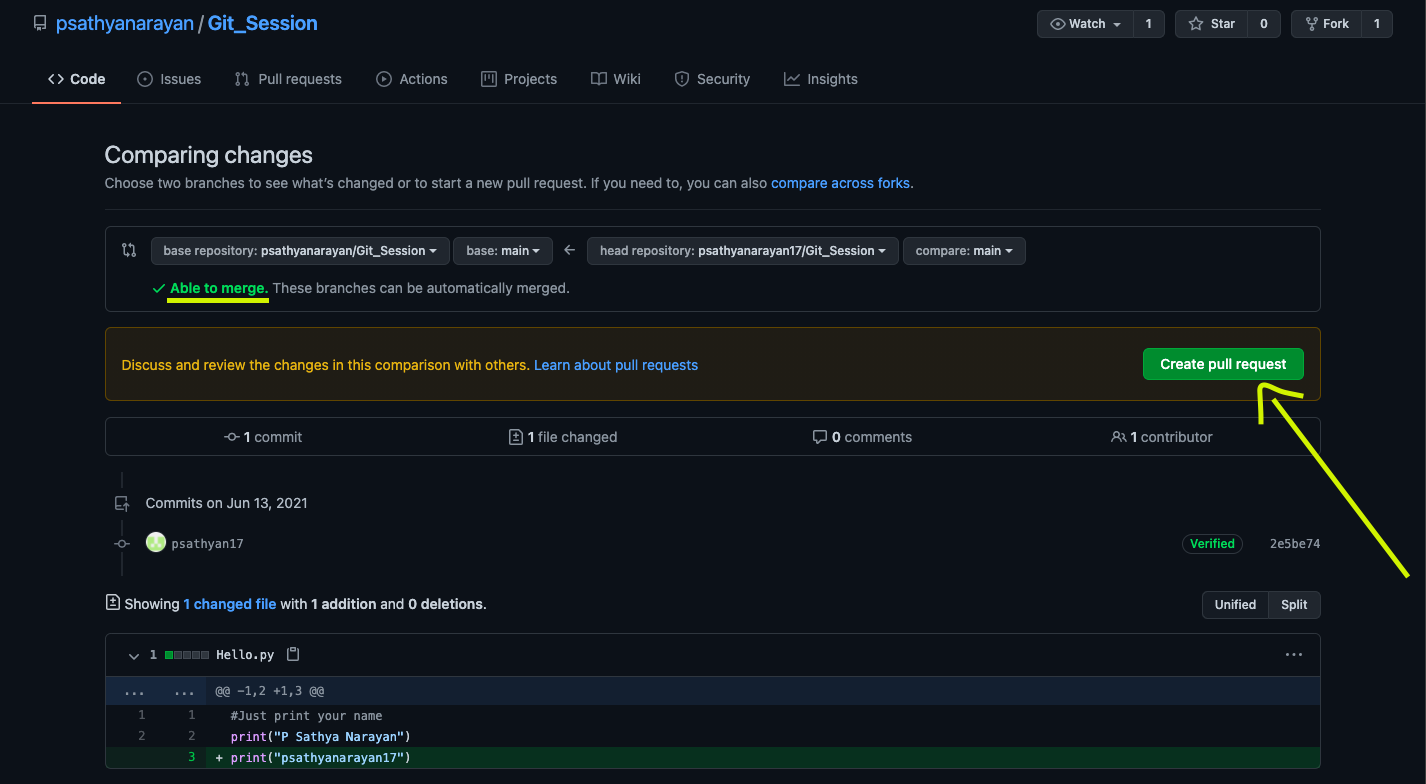 psathyanarayan / Git_Session
Watch 1 Star 0 Fork 1
Code Issues Pull requests Actions Projects Wiki Security Insights
Comparing changes
Choose two branches to see what's changed or to start a new pull request. If you need to, you can also compare across forks.
base repository: psathyanarayan/Git_Session base: main ← head repository: psathyanarayan17/Git_Session compare: main
✓ Able to merge. These branches can be automatically merged.
Discuss and review the changes in this comparison with others. Learn about pull requests
Create pull request
1 commit 1 file changed 0 comments 1 contributor
Commits on Jun 13, 2021
psathyan17 Verified 2e5be74
Showing 1 changed file with 1 addition and 0 deletions.
Unified Split
1 Hello.py ...
... ... @@ -1,2 +1,3 @@
1 1 #Just print your name
2 2 print("P Sathya Narayan")
3 + print("psathyanarayan17")